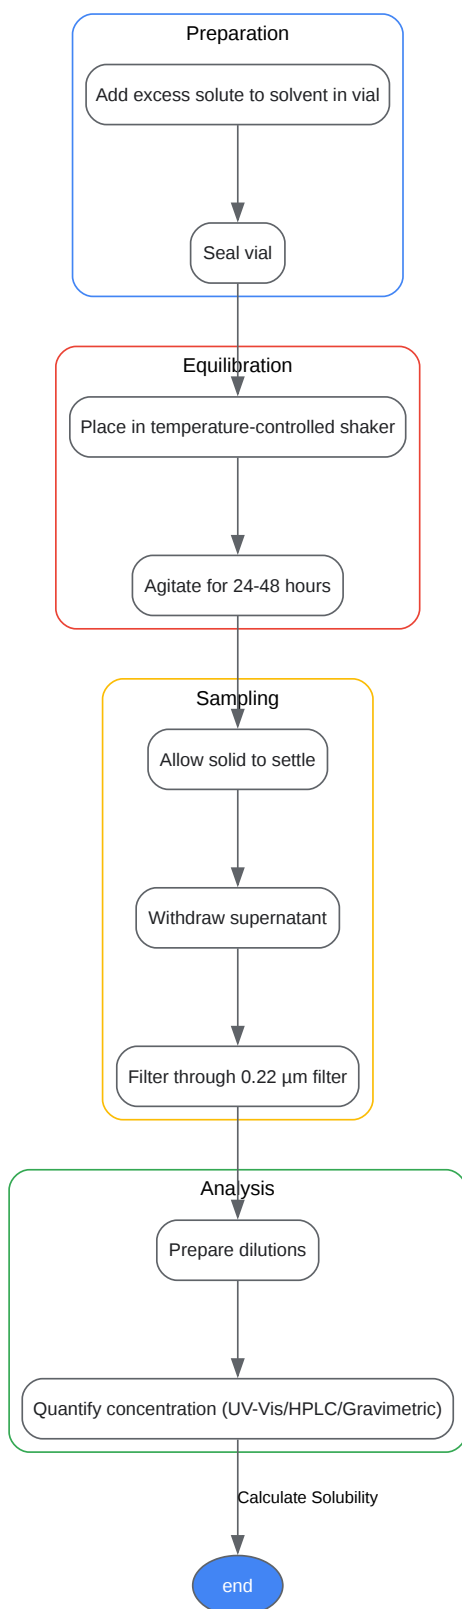 Preparation
Add excess solute to solvent in vial
Seal vial
Equilibration
Place in temperature-controlled shaker
Agitate for 24-48 hours
Sampling
Allow solid to settle
Withdraw supernatant
Filter through 0.22 µm filter
Analysis
Prepare dilutions
Quantify concentration (UV-Vis/HPLC/Gravimetric)
Calculate Solubility
end